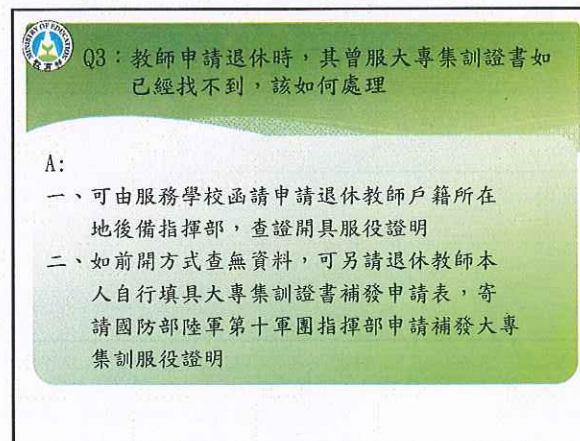 MINISTRY OF EDUCATION
教育部
Q3：教師申請退休時，其曾服大專集訓證書如
已經找不到，該如何處理
A:
一、可由服務學校函請申請退休教師戶籍所在
地後備指揮部，查證開具服役證明
二、如前開方式查無資料，可另請退休教師本
人自行填具大專集訓證書補發申請表，寄
請國防部陸軍第十軍團指揮部申請補發大專
集訓服役證明